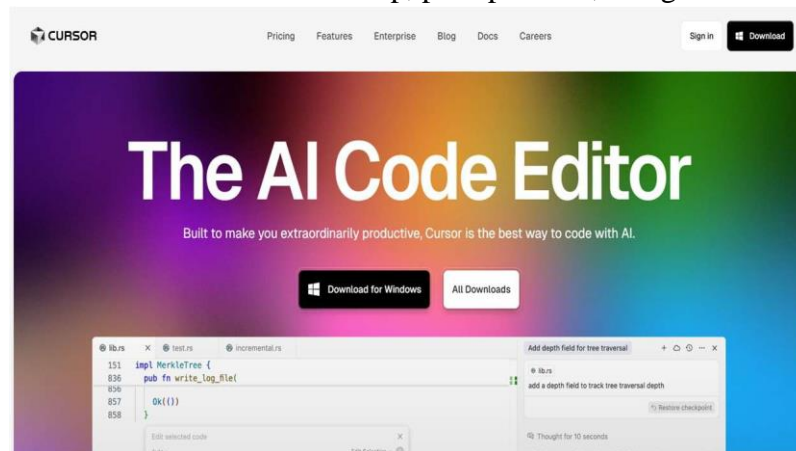 CURSOR Pricing Features Enterprise Blog Docs Careers Sign in Download
The AI Code Editor
Built to make you extraordinarily productive, Cursor is the best way to code with AI.
Download for Windows All Downloads
lib.rs X test.rs incremental.rs
Add depth field for tree traversal
151 impl MerkleTree {
836 pub fn write_log_file(
856
857 Ok(())
858 }
lib.rs
add a depth field to track tree traversal depth
Restore checkpoint
Edit selected code
Thought for 10 seconds